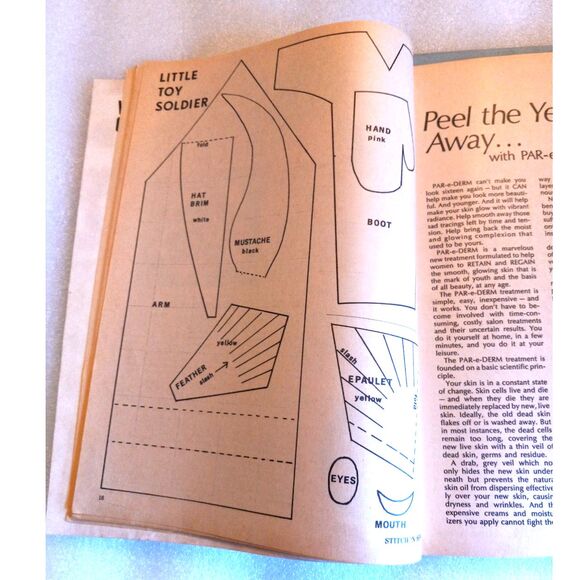 LITTLE
TOY
SOLDIER
fold
HAT
BRIM
white
MUSTACHE
black
ARM
yellow
FEATHER
slash
HAND
pink
BOOT
slash
EPAULET
yellow
fold
EYES
MOUTH
16
STITCH N
Peel the Ye
Away...
with PAR-e
PAR-e-DERM can't make you
look sixteen again — but it CAN
help make you look more beauti-
ful. And younger. And it will help
make your skin glow with vibrant
radiance. Help smooth away those
sad tracings left by time and ten-
sion. Help bring back the moist
and glowing complexion that
used to be yours.
PAR-e-DERM is a marvelous
new treatment formulated to help
women to RETAIN and REGAIN
the smooth, glowing skin that is
the mark of youth and the basis
of all beauty, at any age.
The PAR-e-DERM treatment is
simple, easy, inexpensive — and
it works. You don't have to be-
come involved with time-con-
suming, costly salon treatments
and their uncertain results. You
do it yourself at home, in a few
minutes, and you do it at your
leisure.
The PAR-e-DERM treatment is
founded on a basic scientific prin-
ciple.
Your skin is in a constant state
of change. Skin cells live and die
— and when they die they are
immediately replaced by new, live
skin. Ideally, the old dead skin
flakes off or is washed away. But
in most instances, the dead cells
remain too long, covering the
new live skin with a thin veil of
dead skin, germs and residue.
A drab, grey veil which no
only hides the new skin under
neath but prevents the natura
skin oil from dispersing effective
ly over your new skin, causin
dryness and wrinkles. And th
expensive creams and moistu
izers you apply cannot fight the
way
layer
nour
N
ben
buy
su
ins